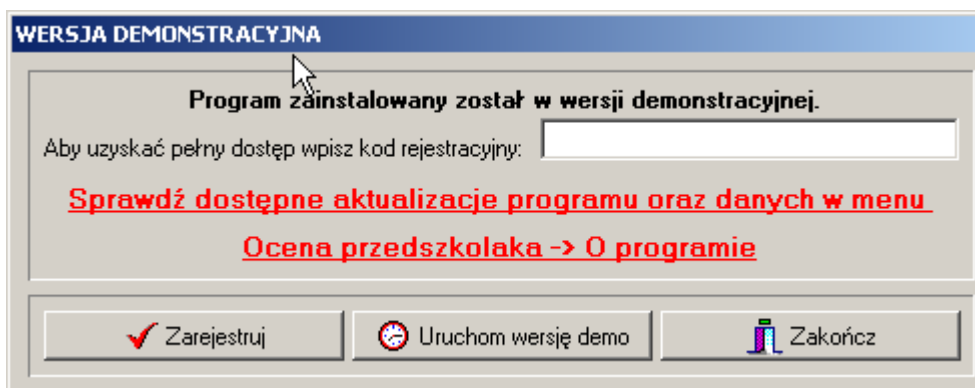 WERSJA DEMONSTRACYJNA
Program zainstalowany został w wersji demonstracyjnej.
Aby uzyskać pełny dostęp wpisz kod rejestracyjny:
Sprawdź dostępne aktualizacje programu oraz danych w menu
Ocena przedszkolaka -> O programie
Zarejestruj Uruchom wersję demo Zakończ